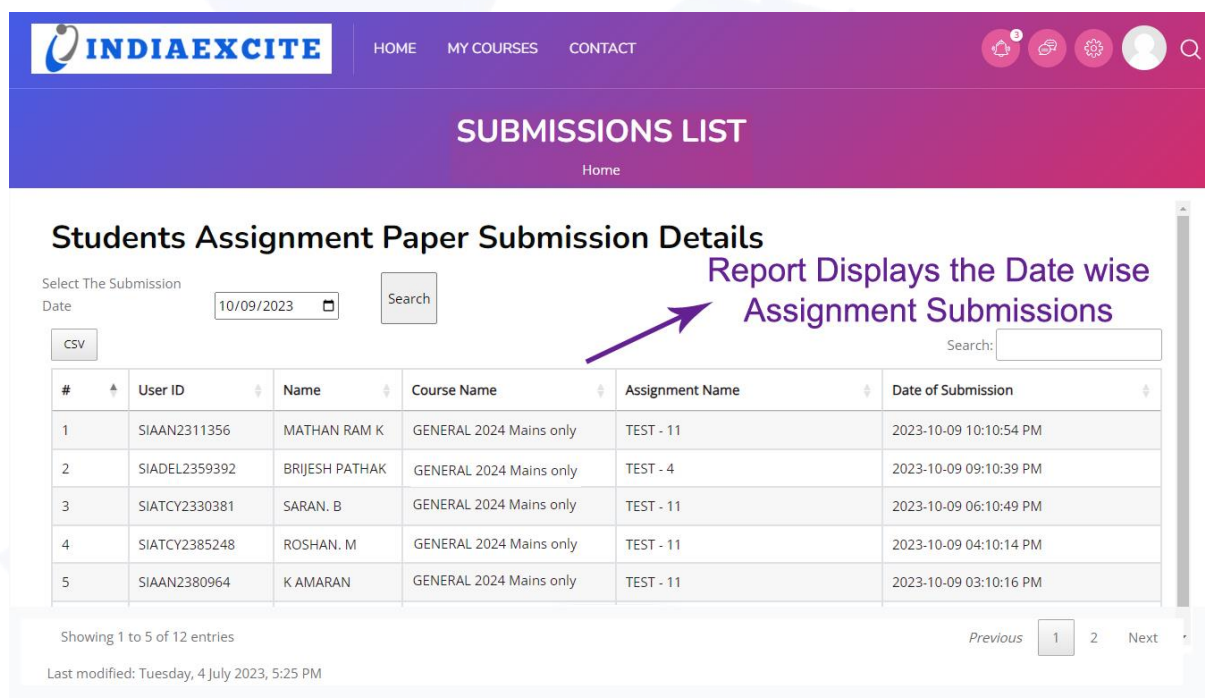 INDIAEXCITE
HOME MY COURSES CONTACT
3
SUBMISSIONS LIST
Home
Students Assignment Paper Submission Details
Report Displays the Date wise
Assignment Submissions
Select The Submission
Date 10/09/2023 Search
CSV Search:
# User ID Name Course Name Assignment Name Date of Submission
1 SIAAN2311356 MATHAN RAM K GENERAL 2024 Mains only TEST - 11 2023-10-09 10:10:54 PM
2 SIADEL2359392 BRIJESH PATHAK GENERAL 2024 Mains only TEST - 4 2023-10-09 09:10:39 PM
3 SIATCY2330381 SARAN. B GENERAL 2024 Mains only TEST - 11 2023-10-09 06:10:49 PM
4 SIATCY2385248 ROSHAN. M GENERAL 2024 Mains only TEST - 11 2023-10-09 04:10:14 PM
5 SIAAN2380964 K AMARAN GENERAL 2024 Mains only TEST - 11 2023-10-09 03:10:16 PM
Showing 1 to 5 of 12 entries Previous 1 2 Next
Last modified: Tuesday, 4 July 2023, 5:25 PM